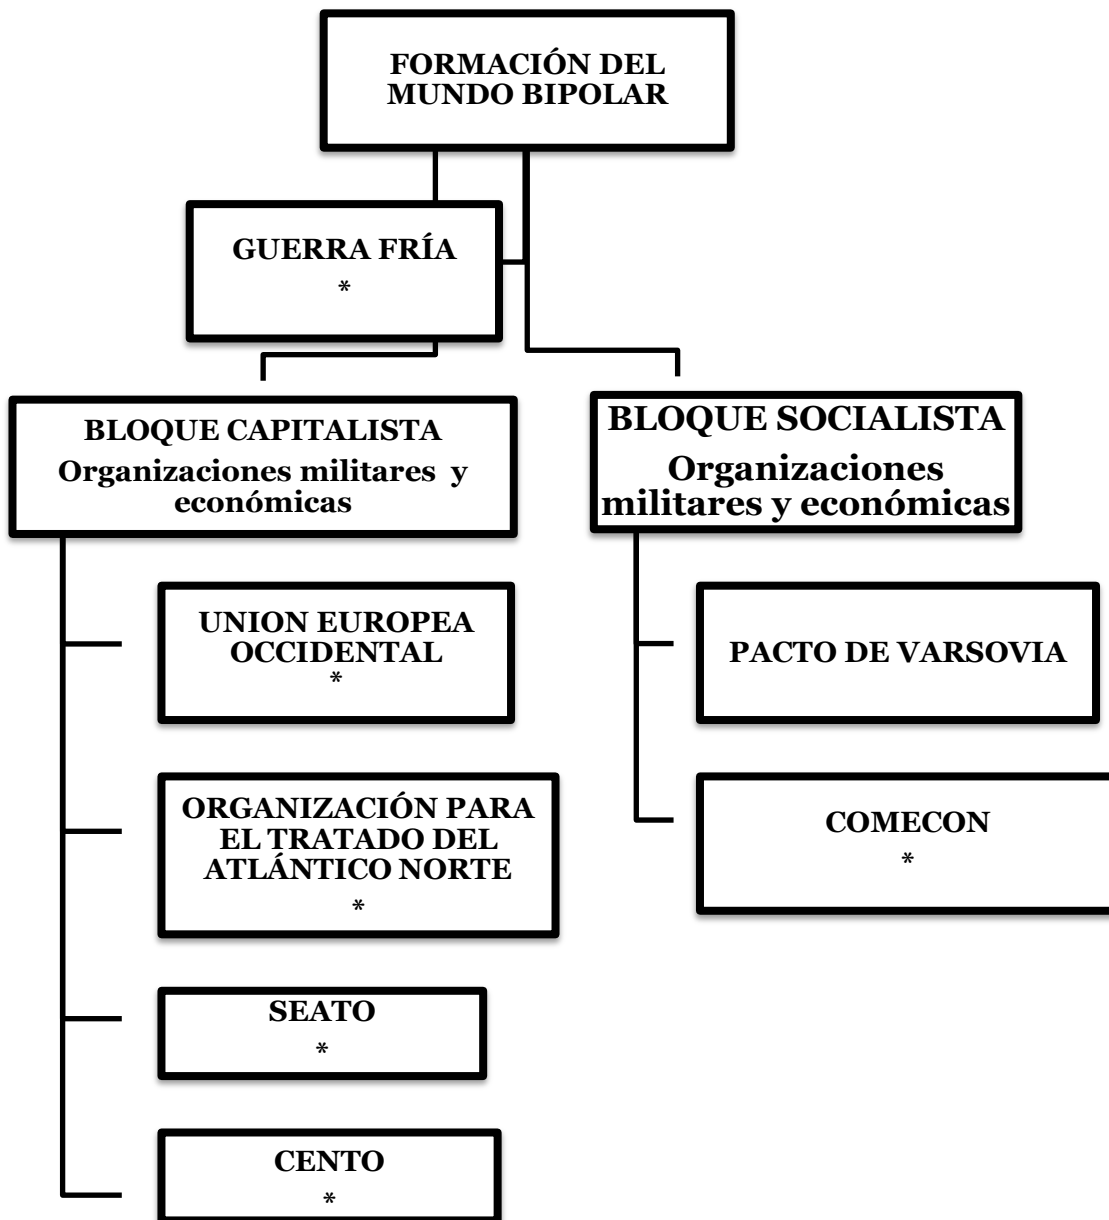 FORMACIÓN DEL
MUNDO BIPOLAR
GUERRA FRÍA
*
BLOQUE CAPITALISTA
Organizaciones militares y
económicas
UNION EUROPEA
OCCIDENTAL
*
ORGANIZACIÓN PARA
EL TRATADO DEL
ATLÁNTICO NORTE
*
SEATO
*
CENTO
*
BLOQUE SOCIALISTA
Organizaciones
militares y económicas
PACTO DE VARSOVIA
COMECON
*